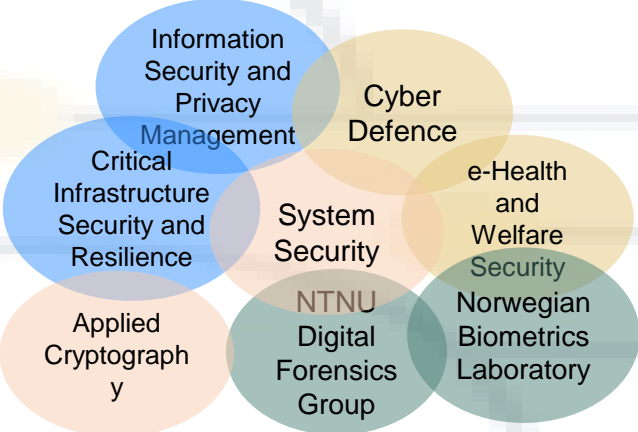 Information
Security and
Privacy
Management
Cyber
Defence
Critical
Infrastructure
Security and
Resilience
System
Security
e-Health
and
Welfare
Security
Applied
Cryptograph
y
NTNU
Digital
Forensics
Group
Norwegian
Biometrics
Laboratory